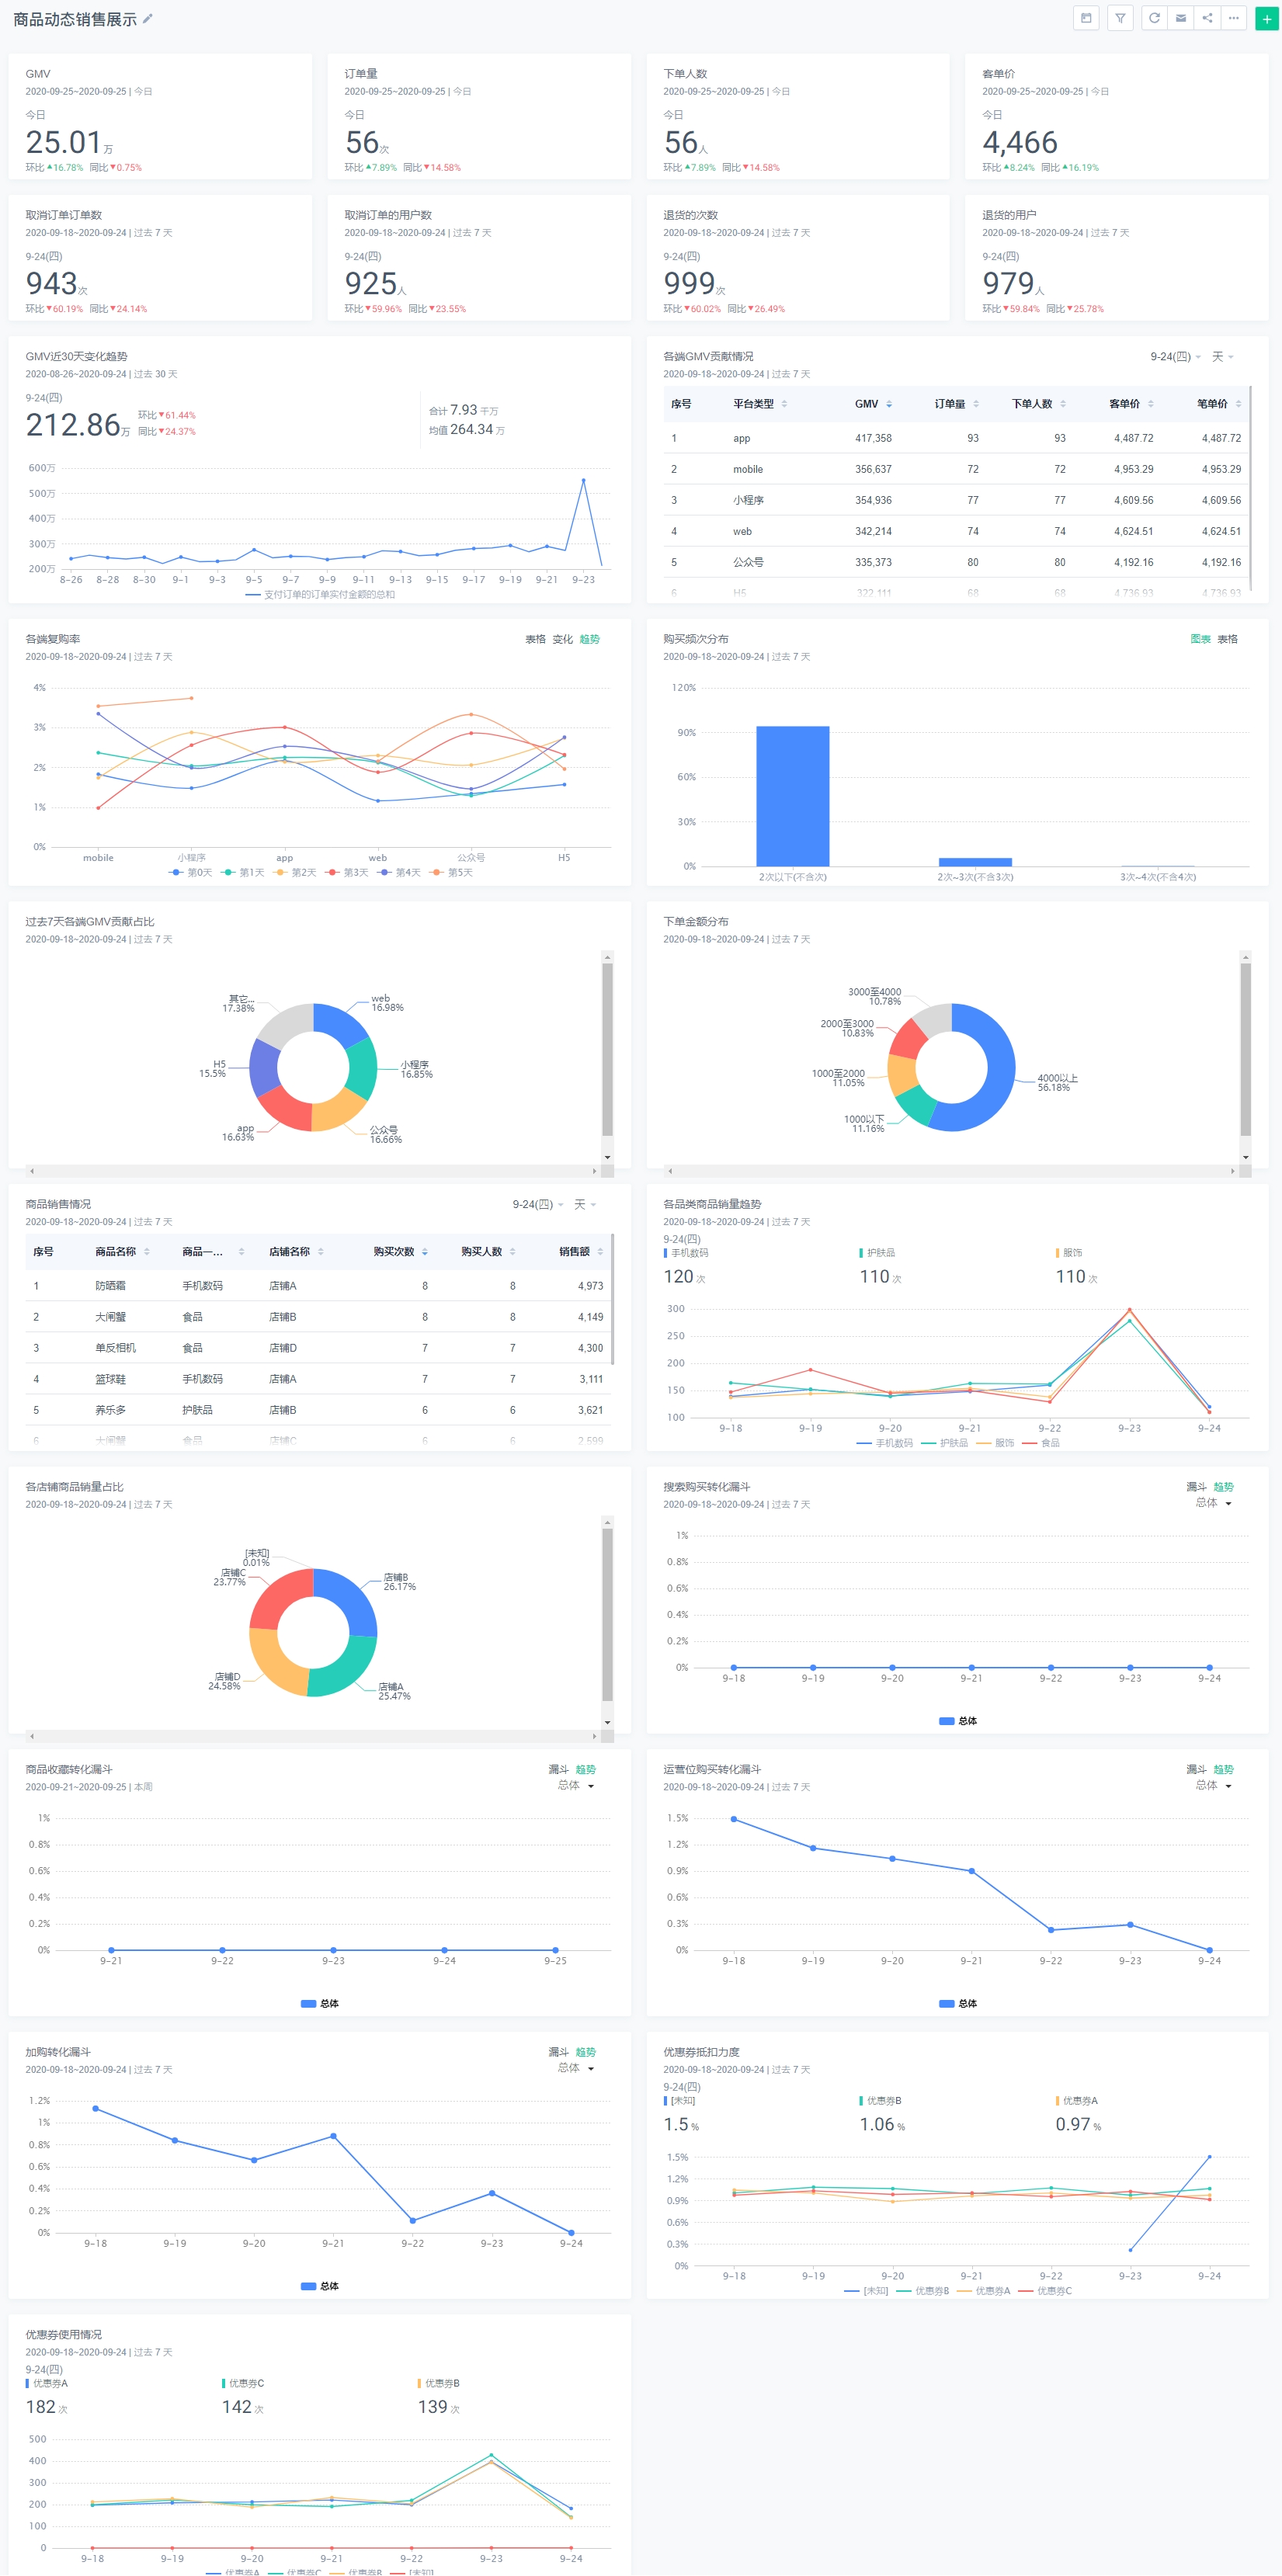 商品动态销售展示
GMV
2020-09-25~2020-09-25 | 今日
今日
25.01万
环比 16.78% 同比 0.75%
订单量
2020-09-25~2020-09-25 | 今日
今日
56次
环比 7.89% 同比 14.58%
下单人数
2020-09-25~2020-09-25 | 今日
今日
56人
环比 7.89% 同比 14.58%
客单价
2020-09-25~2020-09-25 | 今日
今日
4,466
环比 8.24% 同比 16.19%
取消订单订单数
2020-09-18~2020-09-24 | 过去 7 天
9-24(四)
943次
环比 60.19% 同比 24.14%
取消订单的用户数
2020-09-18~2020-09-24 | 过去 7 天
9-24(四)
925人
环比 59.96% 同比 23.55%
退货的次数
2020-09-18~2020-09-24 | 过去 7 天
9-24(四)
999次
环比 60.02% 同比 26.49%
退货的用户
2020-09-18~2020-09-24 | 过去 7 天
9-24(四)
979人
环比 59.84% 同比 25.78%
GMV近30天变化趋势
2020-08-26~2020-09-24 | 过去 30 天
9-24(四)
212.86万
环比 61.44%
同比 24.37%
合计 7.93 千万
均值 264.34 万
600万
500万
400万
300万
200万
8-26 8-28 8-30 9-1 9-3 9-5 9-7 9-9 9-11 9-13 9-15 9-17 9-19 9-21 9-23
支付订单的订单实付金额的总和
各端GMV贡献情况
9-24(四) 天
2020-09-18~2020-09-24 | 过去 7 天
序号 平台类型 GMV 订单量 下单人数 客单价 笔单价
1 app 417,358 93 93 4,487.72 4,487.72
2 mobile 356,637 72 72 4,953.29 4,953.29
3 小程序 354,936 77 77 4,609.56 4,609.56
4 web 342,214 74 74 4,624.51 4,624.51
5 公众号 335,373 80 80 4,192.16 4,192.16
6 H5 322,111 68 68 4,736.93 4,736.93
各端复购率
表格 变化 趋势
2020-09-18~2020-09-24 | 过去 7 天
4%
3%
2%
1%
0%
mobile 小程序 app web 公众号 H5
第0天 第1天 第2天 第3天 第4天 第5天
购买频次分布
图表 表格
2020-09-18~2020-09-24 | 过去 7 天
120%
90%
60%
30%
0%
2次以下(不含次) 2次~3次(不含3次) 3次~4次(不含4次)
过去7天各端GMV贡献占比
2020-09-18~2020-09-24 | 过去 7 天
其它...
17.38%
web
16.98%
H5
15.5%
小程序
16.85%
app
16.63%
公众号
16.66%
下单金额分布
2020-09-18~2020-09-24 | 过去 7 天
3000至4000
10.78%
2000至3000
10.83%
1000至2000
11.05%
4000以上
56.18%
1000以下
11.16%
商品销售情况
9-24(四) 天
2020-09-18~2020-09-24 | 过去 7 天
序号 商品名称 商品一... 店铺名称 购买次数 购买人数 销售额
1 防晒霜 手机数码 店铺A 8 8 4,973
2 大闸蟹 食品 店铺B 8 8 4,149
3 单反相机 食品 店铺D 7 7 4,300
4 篮球鞋 手机数码 店铺A 7 7 3,111
5 养乐多 护肤品 店铺B 6 6 3,621
6 大闸蟹 食品 店铺C 6 6 2,599
各品类商品销量趋势
2020-09-18~2020-09-24 | 过去 7 天
9-24(四)
手机数码 护肤品 服饰
120 次 110 次 110 次
300
250
200
150
100
9-18 9-19 9-20 9-21 9-22 9-23 9-24
手机数码 护肤品 服饰 食品
各店铺商品销量占比
2020-09-18~2020-09-24 | 过去 7 天
[未知]
0.01%
店铺C
23.77%
店铺B
26.17%
店铺D
24.58%
店铺A
25.47%
搜索购买转化漏斗
漏斗 趋势
2020-09-18~2020-09-24 | 过去 7 天
总体
1%
0.8%
0.6%
0.4%
0.2%
0%
9-18 9-19 9-20 9-21 9-22 9-23 9-24
总体
商品收藏转化漏斗
漏斗 趋势
2020-09-21~2020-09-25 | 本周
总体
1%
0.8%
0.6%
0.4%
0.2%
0%
9-21 9-22 9-23 9-24 9-25
总体
运营位购买转化漏斗
漏斗 趋势
2020-09-18~2020-09-24 | 过去 7 天
总体
1.5%
1.2%
0.9%
0.6%
0.3%
0%
9-18 9-19 9-20 9-21 9-22 9-23 9-24
总体
加购转化漏斗
漏斗 趋势
2020-09-18~2020-09-24 | 过去 7 天
总体
1.2%
1%
0.8%
0.6%
0.4%
0.2%
0%
9-18 9-19 9-20 9-21 9-22 9-23 9-24
总体
优惠券抵扣力度
2020-09-18~2020-09-24 | 过去 7 天
9-24(四)
[未知] 优惠券B 优惠券A
1.5 % 1.06 % 0.97 %
1.5%
1.2%
0.9%
0.6%
0.3%
0%
9-18 9-19 9-20 9-21 9-22 9-23 9-24
[未知] 优惠券B 优惠券A 优惠券C
优惠券使用情况
2020-09-18~2020-09-24 | 过去 7 天
9-24(四)
优惠券A 优惠券C 优惠券B
182 次 142 次 139 次
500
400
300
200
100
0
9-18 9-19 9-20 9-21 9-22 9-23 9-24
优惠券A 优惠券C 优惠券B [未知]